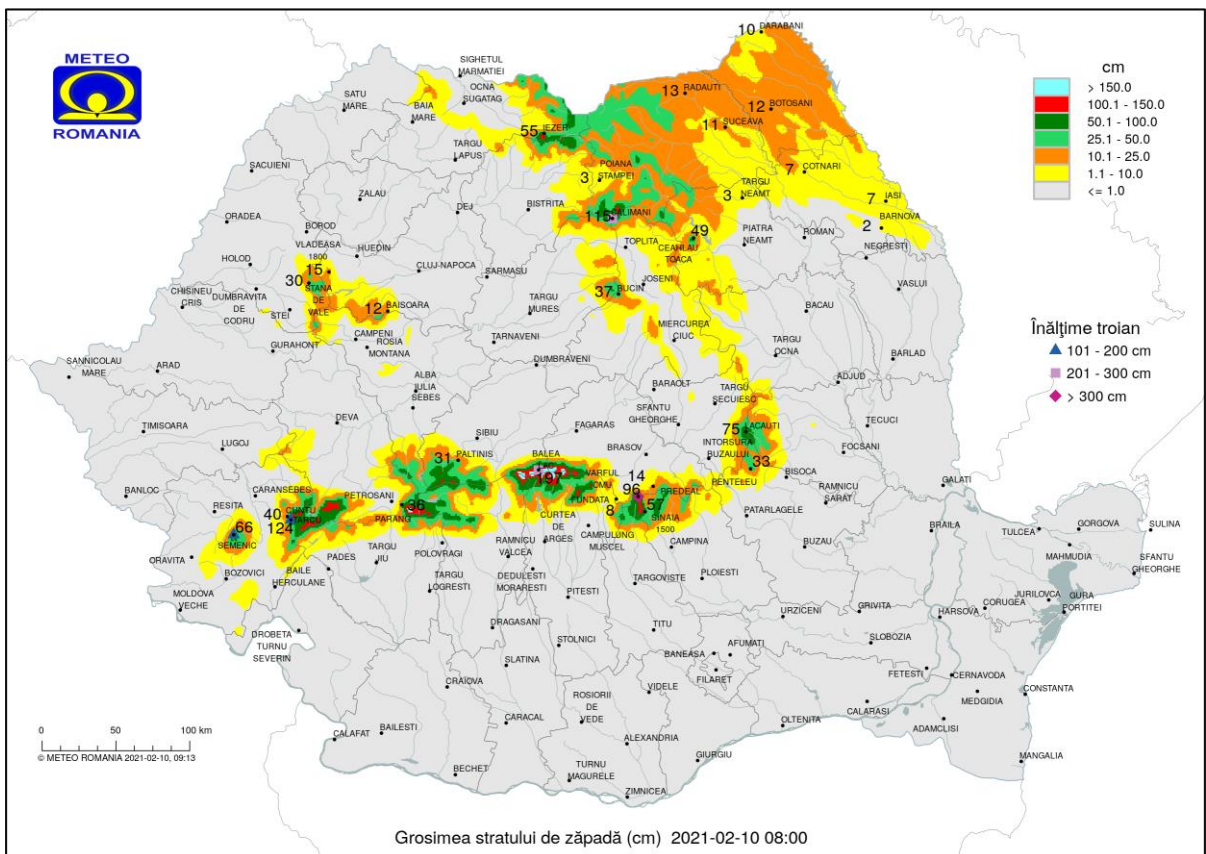 METEO
ROMANIA
cm
> 150.0
100.1 - 150.0
50.1 - 100.0
25.1 - 50.0
10.1 - 25.0
1.1 - 10.0
<= 1.0
Înălțime troian
101 - 200 cm
201 - 300 cm
> 300 cm
10
DARABANI
SIGHETUL
MARMATIEI
OCNA
SUGATAG
SATU
MARE
BAIA
MARE
13
RADAUTI
12
BOTOSANI
11
SUCEAVA
55
IEZER
TARGU
LAPUS
POIANA
STAMPEI
3
7
COTNARI
SACUIENI
ZALAU
TARGU
NEAMT
3
7
IASI
BARNOVA
2
DEJ
BISTRITA
115
CALIMANI
ORADEA
BOROD
49
CEAHLAU
TOACA
PIATRA
NEAMT
ROMAN
NEGRESTI
TOPLITA
VLADEASA
1800
HUEDIN
HOLOD
15
30
STANA
DE
VALE
CLUJ-NAPOCA
SARMASU
JOSENI
37
BUCIN
VASLUI
CHISINEU
CRIS
DUMBRAVITA
DE
CODRU
STEI
12
BAISOARA
TARGU
MURES
BACAU
CAMPENI
ROSIA
MONTANA
GURAHONT
TARNAVENI
MIERCUREA
CIUC
DUMBRAVENI
TARGU
OCNA
BARLAD
SANNICOLAU
MARE
ARAD
ALBA
IULIA
SEBES
BARAOLT
TARGU
SECUIESC
ADJUD
DEVA
SFANTU
GHEORGHE
TECUCI
TIMISOARA
LUGOJ
SIBIU
FAGARAS
BRASOV
75
LACAUTI
INTORSURA
BUZAULUI
FOCSANI
31
PALTINIS
BALEA
VARFUL
OMU
14
33
PENTELEU
BISOCA
RAMNICU
SARAT
GALATI
BANLOC
RESITA
CARANSEBES
PETROSANI
FUNDATA
96
PREDEAL
57
8
SINAIA
1500
40
CUNTU
TARCU
124
PARANG
36
PATARLAGELE
66
SEMENIC
CURTEA
DE
ARGES
CAMPULUNG
MUSCEL
CAMPINA
BUZAU
BRAILA
TULCEA
GORGOVA
SULINA
MAHMUDIA
SFANTU
GHEORGHE
ORAVITA
BOZOVICI
BAILE
HERCULANE
PADES
TARGU
JIU
POLOVRAGI
RAMNICU
VALCEA
DEDULESTI
MORARESTI
TARGOVISTE
PLOIESTI
MOLDOVA
VECHE
TARGU
LOGRESTI
PITESTI
URZICENI
GRIVITA
HARSOVA
CORUGEA
JURILOVCA
GURA
PORTITEI
DROBETA
TURNU
SEVERIN
DRAGASANI
STOLNICI
TITU
BANEASA
AFUMATI
FILARET
SLOBOZIA
FETESTI
CERNAVODA
MEDGIDIA
CONSTANTA
SLATINA
CRAIOVA
ROSIORII
DE
VEDE
VIDELE
CALARASI
ADAMCLISI
OLTENITA
CALAFAT
BAILESTI
CARACAL
ALEXANDRIA
GIURGIU
MANGALIA
BECHET
TURNU
MAGURELE
ZIMNICEA
0 50 100 km
© METEO ROMANIA 2021-02-10, 09:13
Grosimea stratului de zăpadă (cm) 2021-02-10 08:00